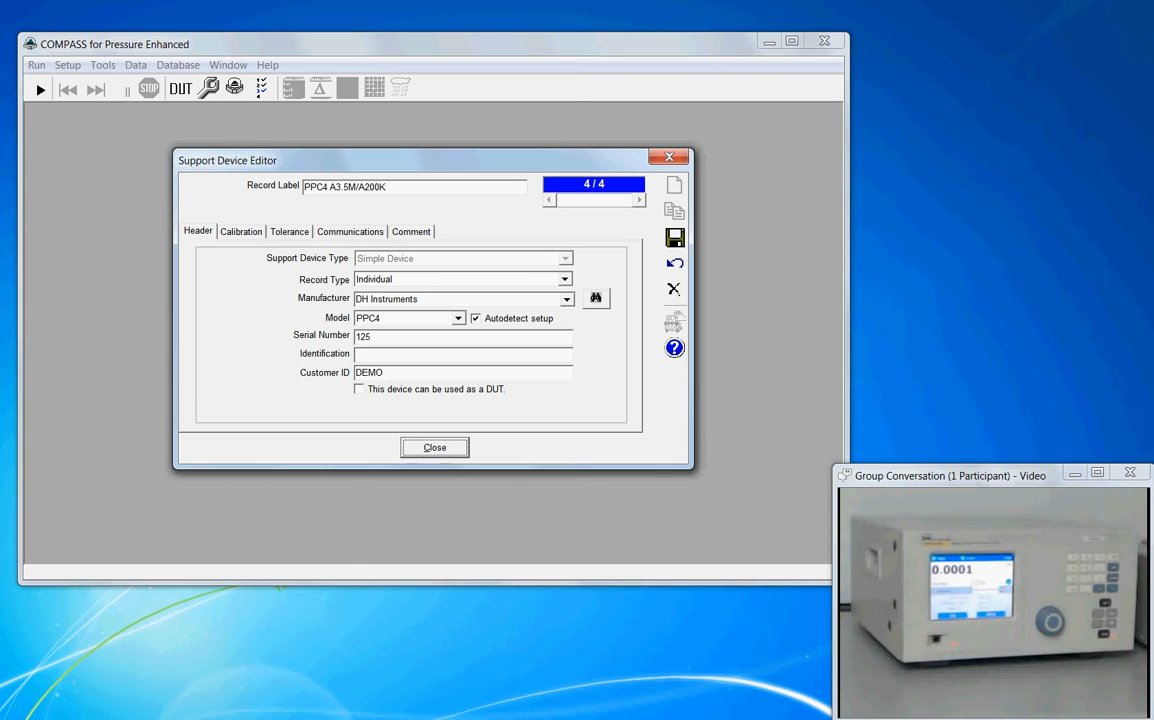 COMPASS for Pressure Enhanced
Run Setup Tools Data Database Window Help
STOP DUT
Support Device Editor
Record Label PPC4 A3.5M/A200K
4 / 4
Header Calibration Tolerance Communications Comment
Support Device Type Simple Device
Record Type Individual
Manufacturer DH Instruments
Model PPC4 Autodetect setup
Serial Number 125
Identification
Customer ID DEMO
This device can be used as a DUT.
Close
Group Conversation (1 Participant) - Video
0.0001